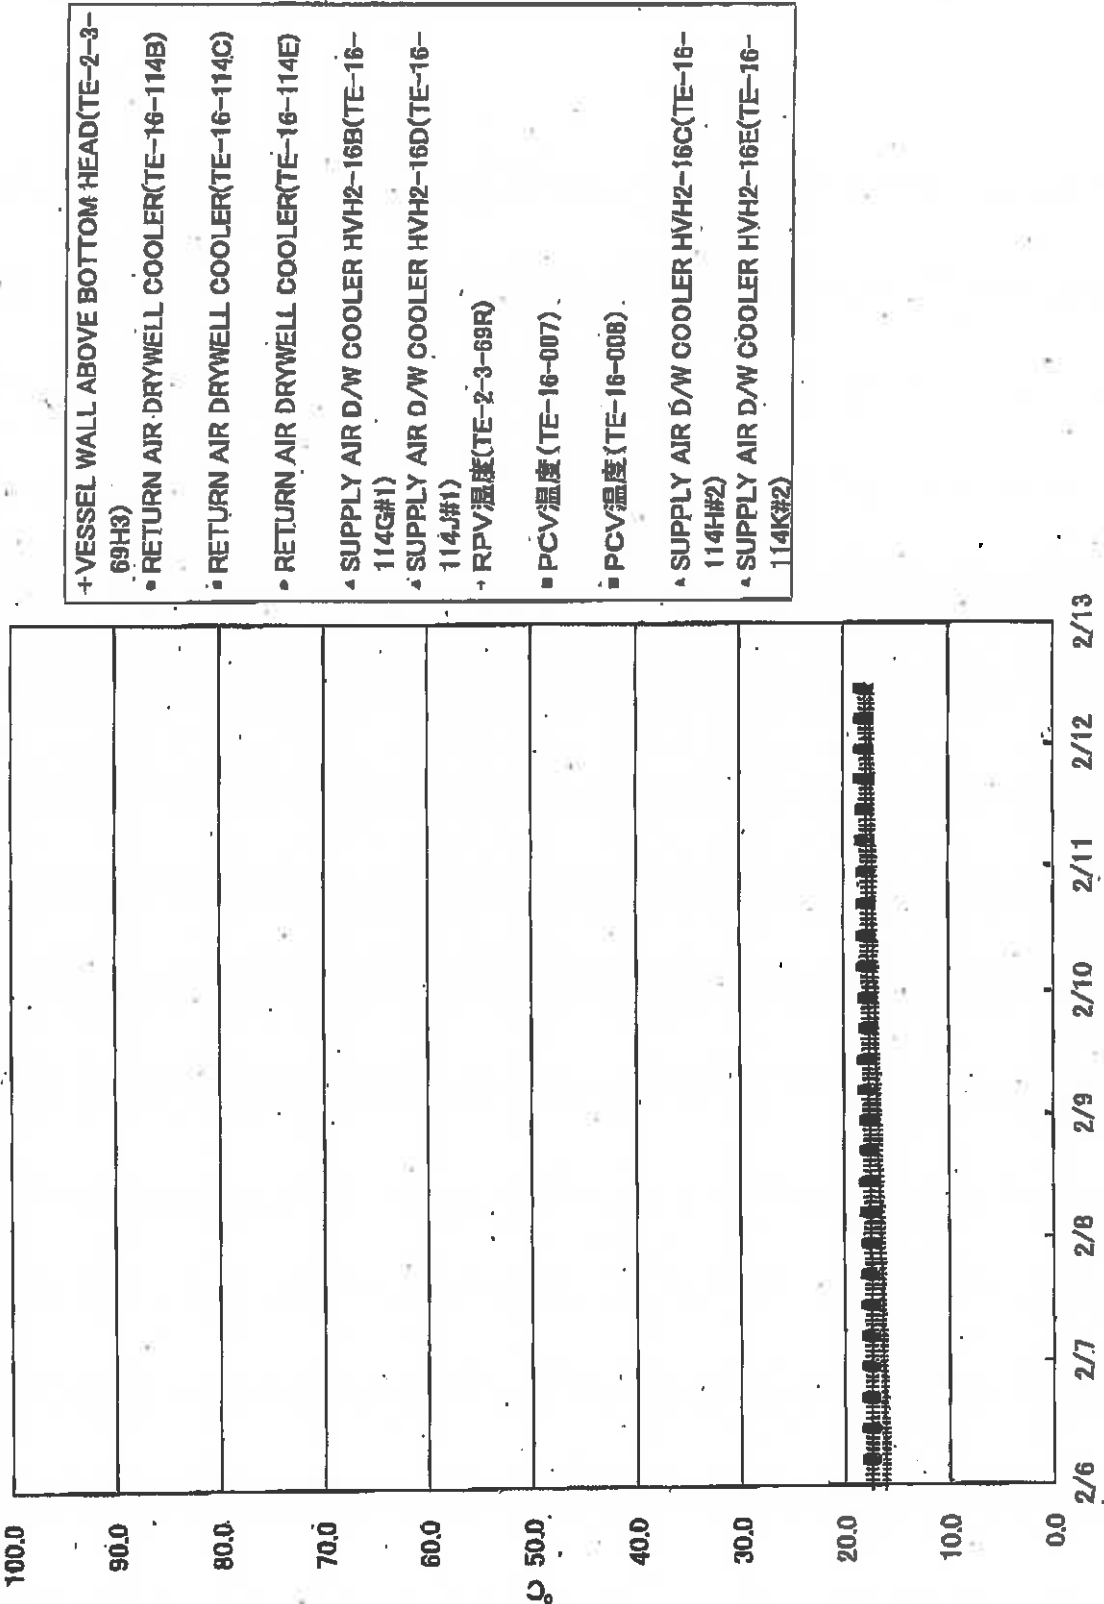 100.0
90.0
80.0
70.0
60.0
50.0
40.0
30.0
20.0
10.0
0.0
℃
2/6
2/7
2/8
2/9
2/10
2/11
2/12
2/13
+VESSEL WALL ABOVE BOTTOM HEAD(TE-2-3-
69H3)
RETURN AIR DRYWELL COOLER(TE-16-114B)
RETURN AIR DRYWELL COOLER(TE-16-114C)
RETURN AIR DRYWELL COOLER(TE-16-114E)
SUPPLY AIR D/W COOLER HVH2-16B(TE-16-
114G#1)
SUPPLY AIR D/W COOLER HVH2-16D(TE-16-
114J#1)
RPV温度(TE-2-3-69R)
PCV温度(TE-16-007)
PCV温度(TE-16-008)
SUPPLY AIR D/W COOLER HVH2-16C(TE-16-
114H#2)
SUPPLY AIR D/W COOLER HVH2-16E(TE-16-
114K#2)